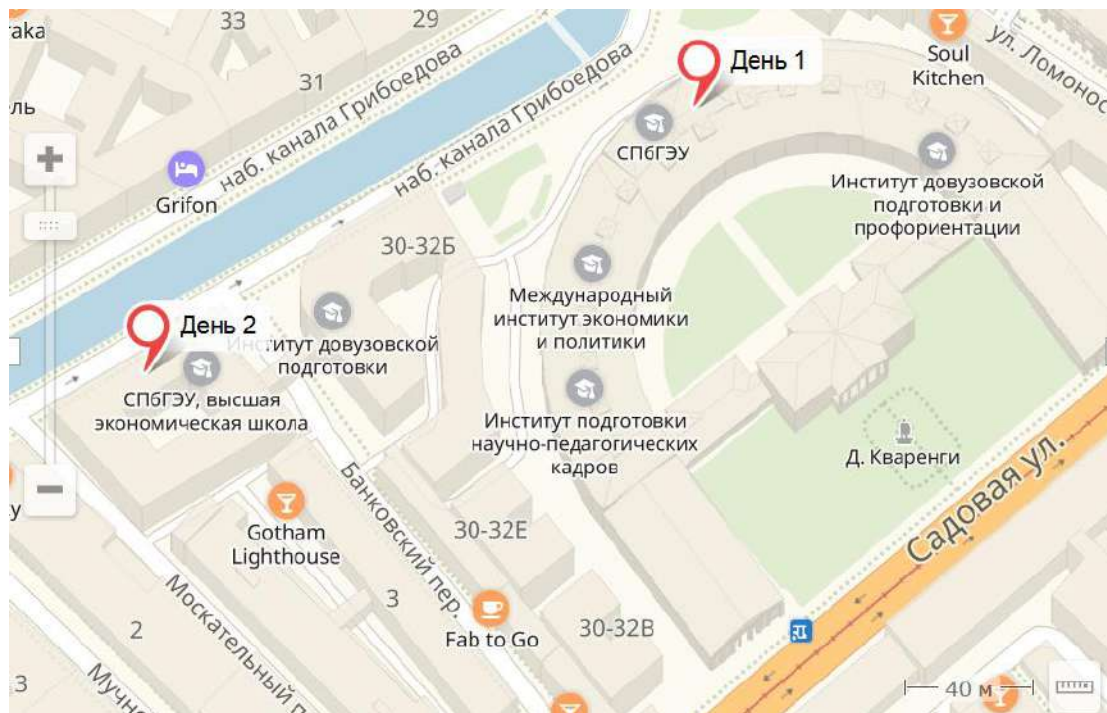 raka
33
29
31
ель
наб. канала Грибоедова
наб. канала Грибоедова
Grifon
День 1
СПбГЭУ
Soul
Kitchen
ул. Ломонос
Институт довузовской
подготовки и
профориентации
30-32Б
Международный
институт экономики
и политики
День 2
Институт довузовской
подготовки
СПбГЭУ, высшая
экономическая школа
Институт подготовки
научно-педагогических
кадров
Д. Кваренги
Садовая ул.
у
Gotham
Lighthouse
Банковский пер.
30-32Е
3
Fab to Go
30-32В
Москательный п
2
3
Мучно
40 м